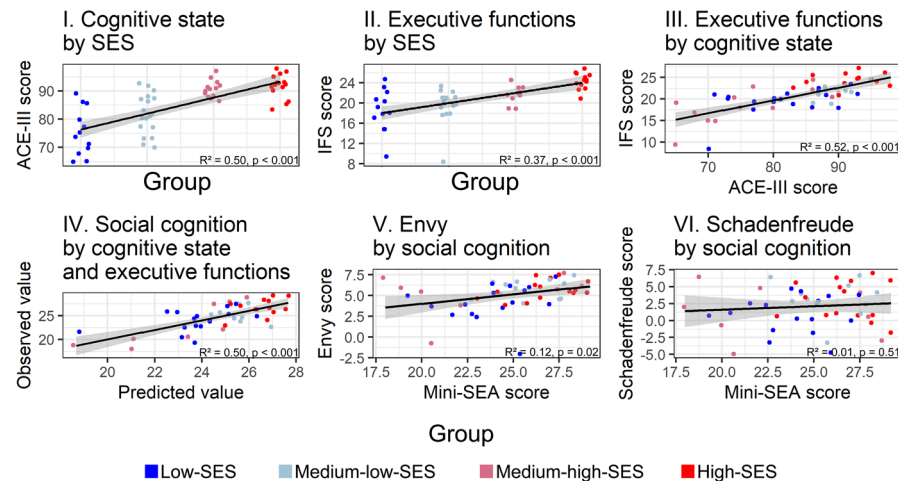 I. Cognitive state
by SES
ACE-III score
90
80
70
R² = 0.50, p < 0.001
Group
II. Executive functions
by SES
IFS score
24
20
16
12
8
R² = 0.37, p < 0.001
Group
III. Executive functions
by cognitive state
IFS score
25
20
15
10
R² = 0.52, p < 0.001
70 80 90
ACE-III score
IV. Social cognition
by cognitive state
and executive functions
Observed value
25
20
R² = 0.50, p < 0.001
20 22 24 26 28
Predicted value
V. Envy
by social cognition
Envy score
7.5
5.0
2.5
0.0
-2.5
R² = 0.12, p = 0.02
17.5 20.0 22.5 25.0 27.5
Mini-SEA score
VI. Schadenfreude
by social cognition
Schadenfreude score
7.5
5.0
2.5
0.0
-2.5
-5.0
R² = 0.01, p = 0.51
17.5 20.0 22.5 25.0 27.5
Mini-SEA score
Group
Low-SES Medium-low-SES Medium-high-SES High-SES